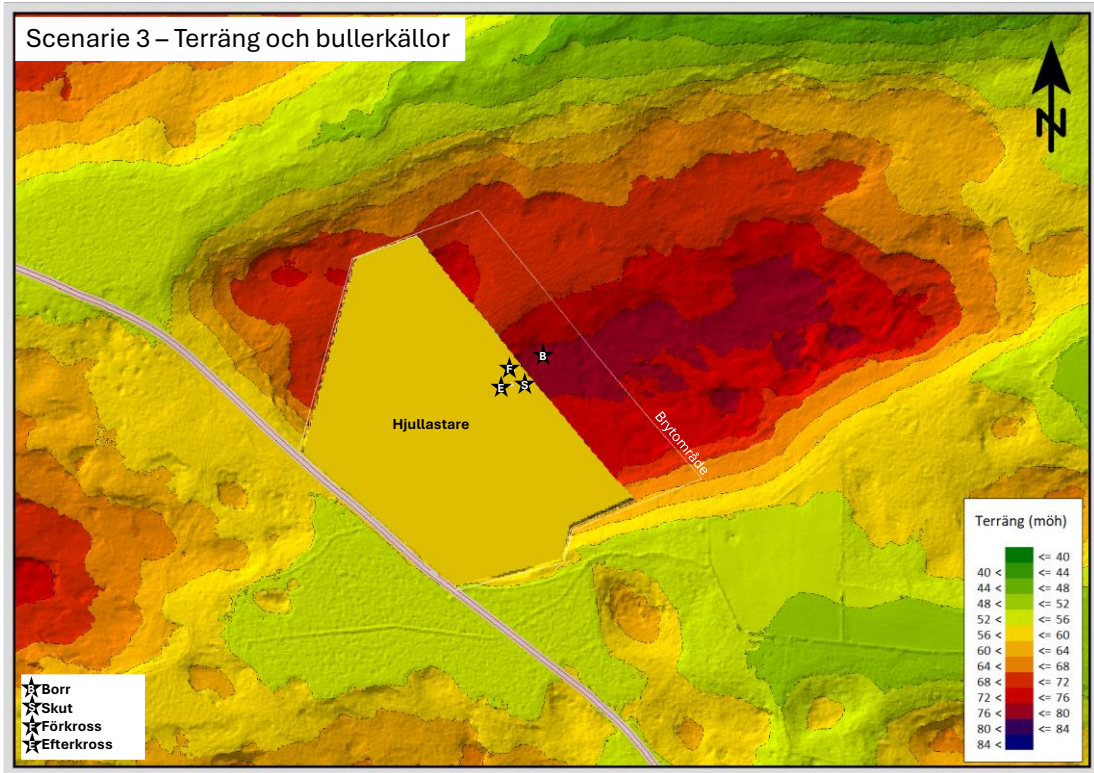 Scenarie 3 – Terräng och bullerkällor
N
B
F
S
E
Hjullastare
Brytområde
Terräng (möh)
<= 40
40 < <= 44
44 < <= 48
48 < <= 52
52 < <= 56
56 < <= 60
60 < <= 64
64 < <= 68
68 < <= 72
72 < <= 76
76 < <= 80
80 < <= 84
84 <
B Borr
S Skut
F Förkross
E Efterkross